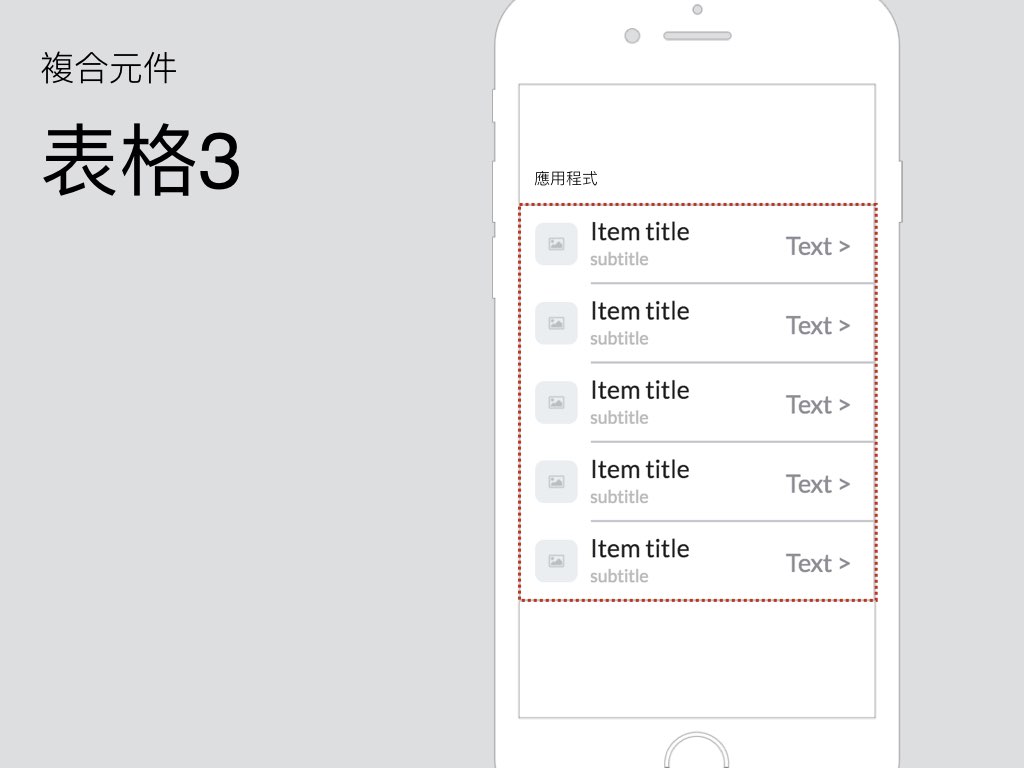 複合元件
表格3
應用程式
Item title
subtitle
Text >
Item title
subtitle
Text >
Item title
subtitle
Text >
Item title
subtitle
Text >
Item title
subtitle
Text >